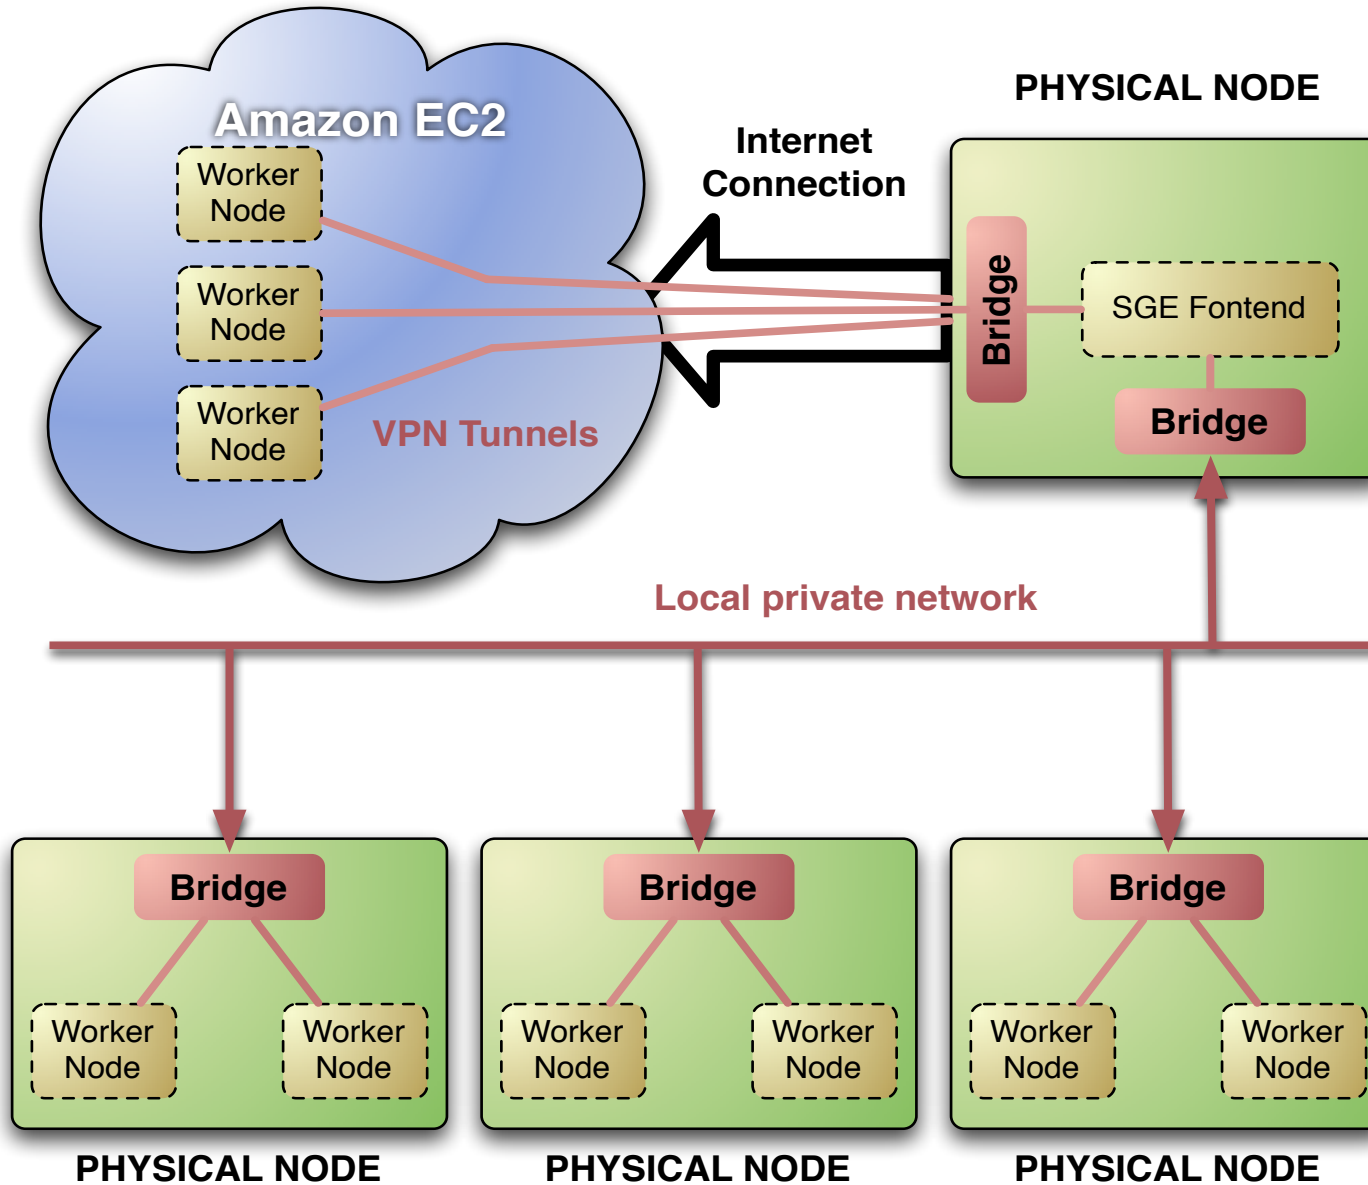 PHYSICAL NODE
Amazon EC2
Internet
Connection
Worker
Node
Worker
Node
Worker
Node
VPN Tunnels
Bridge
SGE Fontend
Bridge
Local private network
Bridge
Bridge
Bridge
Worker
Node
Worker
Node
Worker
Node
Worker
Node
Worker
Node
Worker
Node
PHYSICAL NODE
PHYSICAL NODE
PHYSICAL NODE